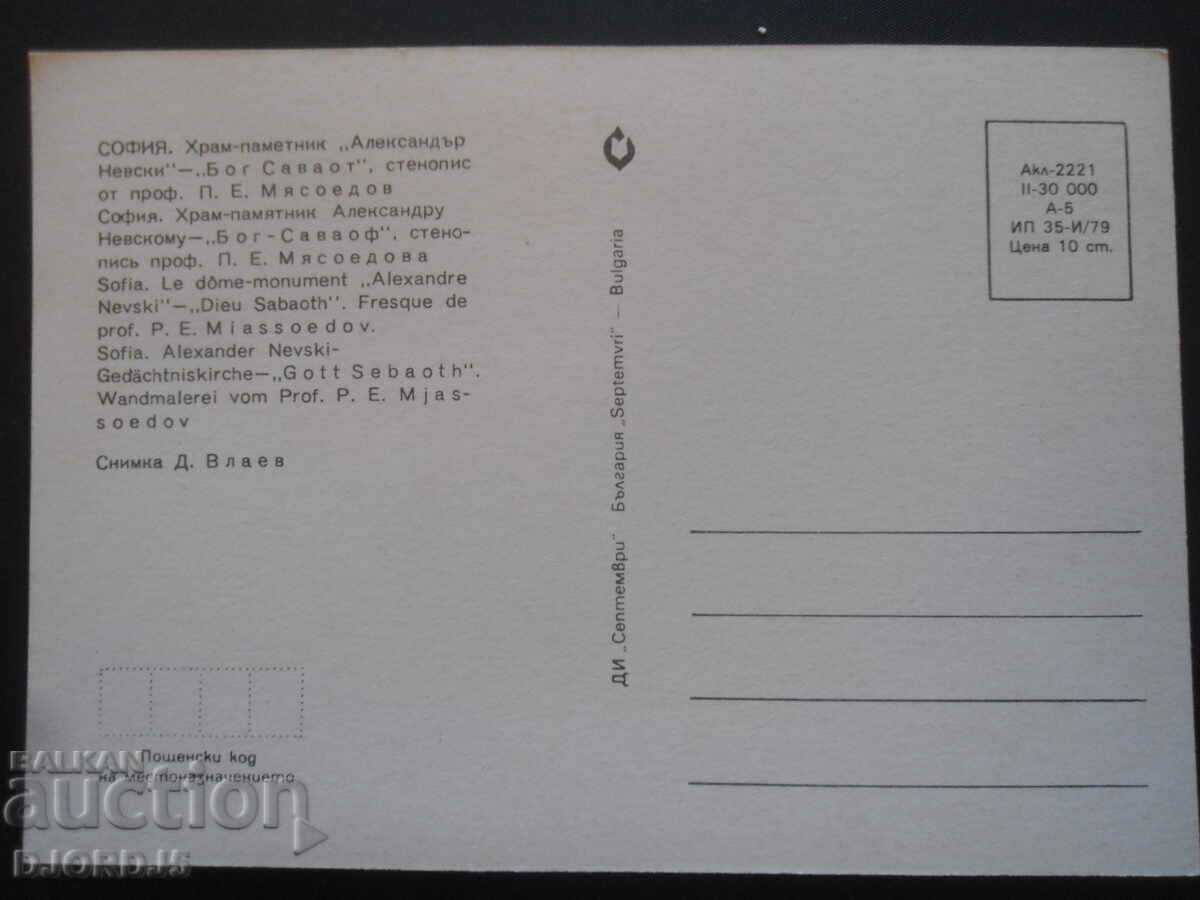 СОФИЯ. Храм-паметник „Александър
Невски"—„Бог Саваот", стенопис
от проф. П. Е. Мясоедов
София. Храм-памятник Александру
Невскому—„Бог-Саваоф", стено-
пись проф. П. Е. Мясоедова
Sofia. Le dôme-monument „Alexandre
Nevski"—„Dieu Sabaoth". Fresque de
prof. P. E. Miassoedov.
Sofia. Alexander Nevski-
Gedächtniskirche—„Gott Sebaoth".
Wandmalerei vom Prof. P. E. Mjas-
soedov
Снимка Д. Влаев
Пощенски код
на местоназначението
ДИ „Септември" България „Septemvri" — Bulgaria
Акл-2221
II-30 000
А-5
ИП 35-И/79
Цена 10 ст.
BALKAN
auction
DJORDJ5